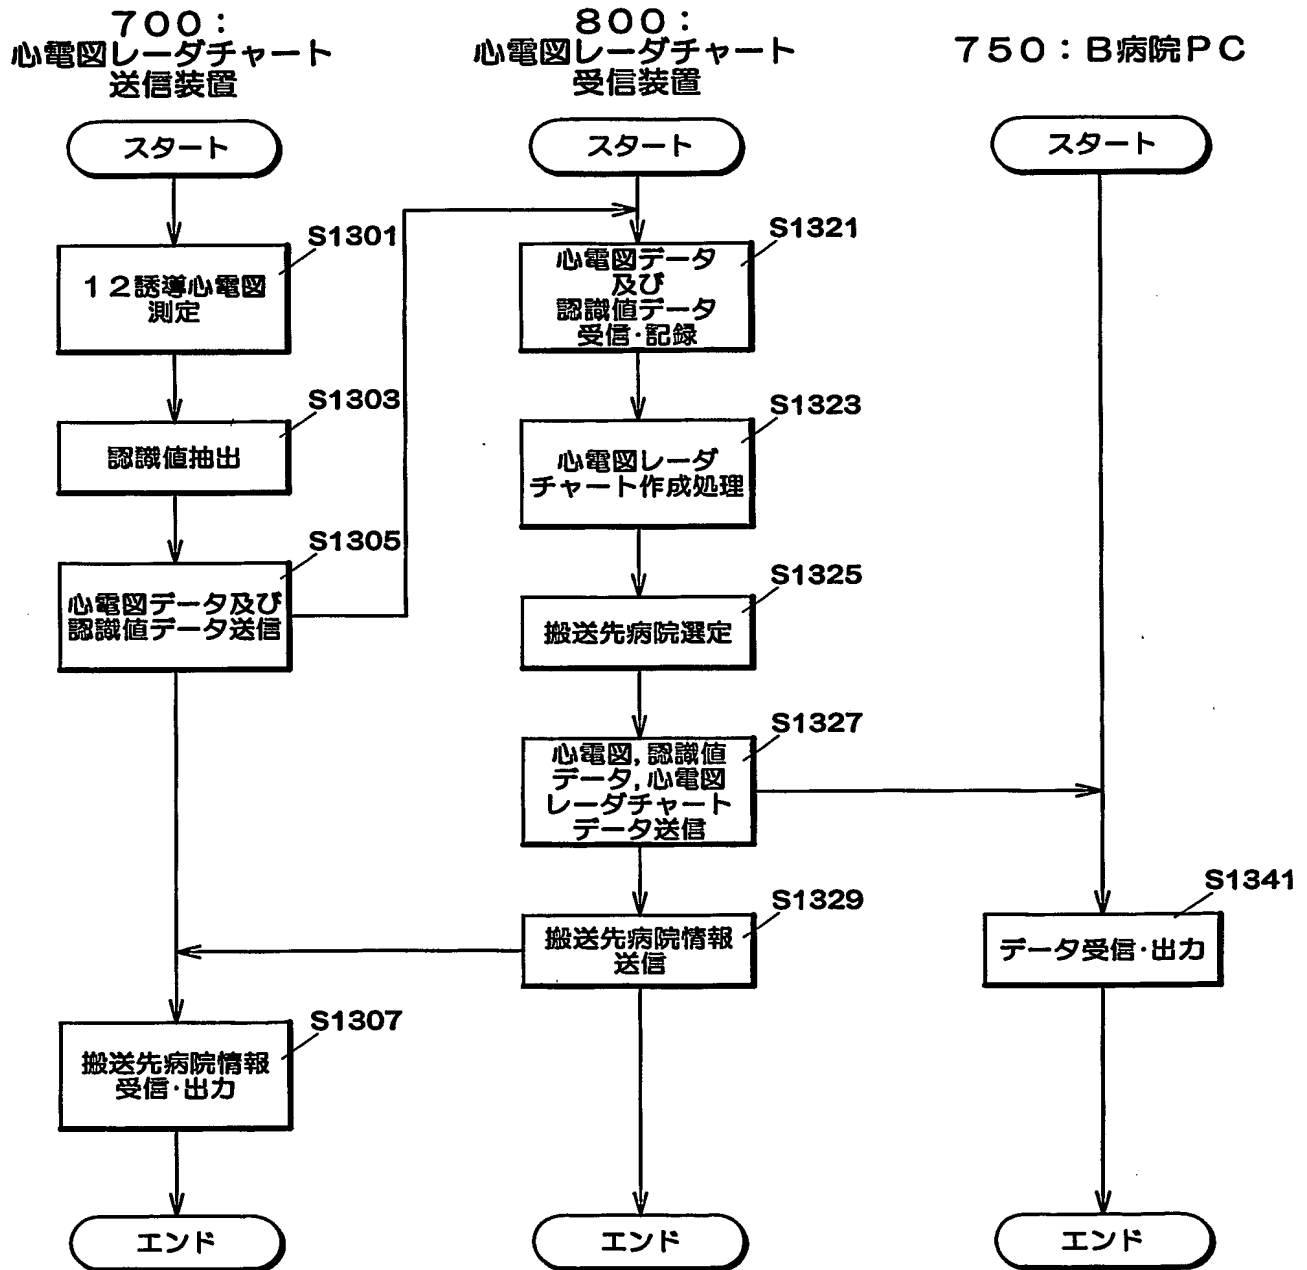 ７００：
心電図レーダチャート
送信装置
スタート
S1301
１２誘導心電図
測定
S1303
認識値抽出
S1305
心電図データ及び
認識値データ送信
S1307
搬送先病院情報
受信･出力
エンド
８００：
心電図レーダチャート
受信装置
スタート
S1321
心電図データ
及び
認識値データ
受信･記録
S1323
心電図レーダ
チャート作成処理
S1325
搬送先病院選定
S1327
心電図,認識値
データ,心電図
レーダチャート
データ送信
S1329
搬送先病院情報
送信
エンド
７５０：Ｂ病院ＰＣ
スタート
S1341
データ受信･出力
エンド